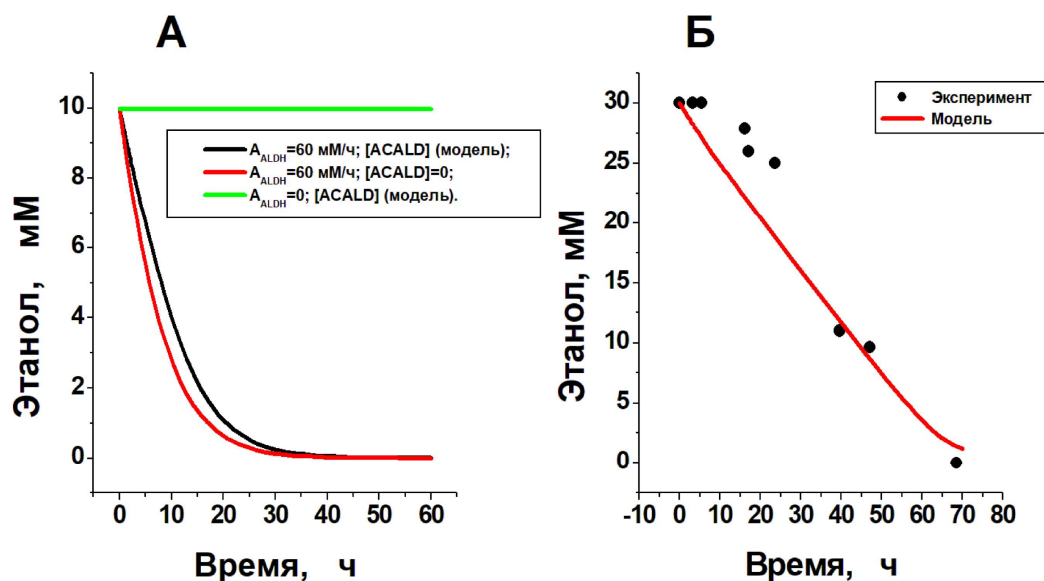 А
Этанол, мМ
10
8
6
4
2
0
A_ALDH=60 мМ/ч; [ACALD] (модель);
A_ALDH=60 мМ/ч; [ACALD]=0;
A_ALDH=0; [ACALD] (модель).
0 10 20 30 40 50 60
Время, ч
Б
Этанол, мМ
30
25
20
15
10
5
0
Эксперимент
Модель
-10 0 10 20 30 40 50 60 70 80
Время, ч